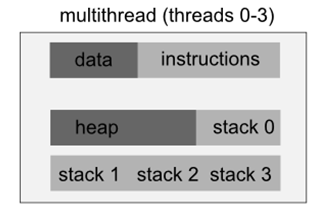 multithread (threads 0-3)
data instructions
heap stack 0
stack 1 stack 2 stack 3